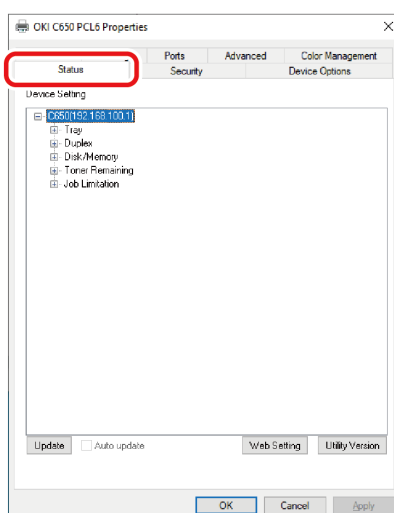 OKI C650 PCL6 Properties
Ports Advanced Color Management
Status Security Device Options
Device Setting
C650(192.168.100.1)
Tray
Duplex
Disk/Memory
Toner Remaining
Job Limitation
Update Auto update Web Setting Utility Version
OK Cancel Apply